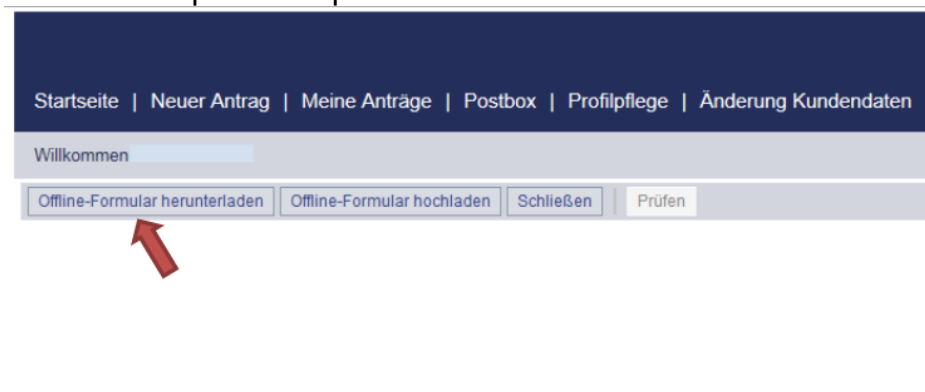 Startseite | Neuer Antrag | Meine Anträge | Postbox | Profilpflege | Änderung Kundendaten
Willkommen
Offline-Formular herunterladen Offline-Formular hochladen Schließen Prüfen